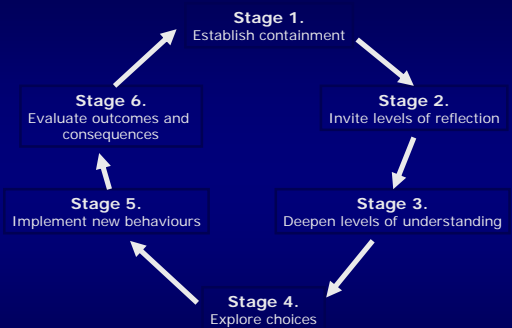 Stage 1.
Establish containment
Stage 2.
Invite levels of reflection
Stage 3.
Deepen levels of understanding
Stage 4.
Explore choices
Stage 5.
Implement new behaviours
Stage 6.
Evaluate outcomes and
consequences